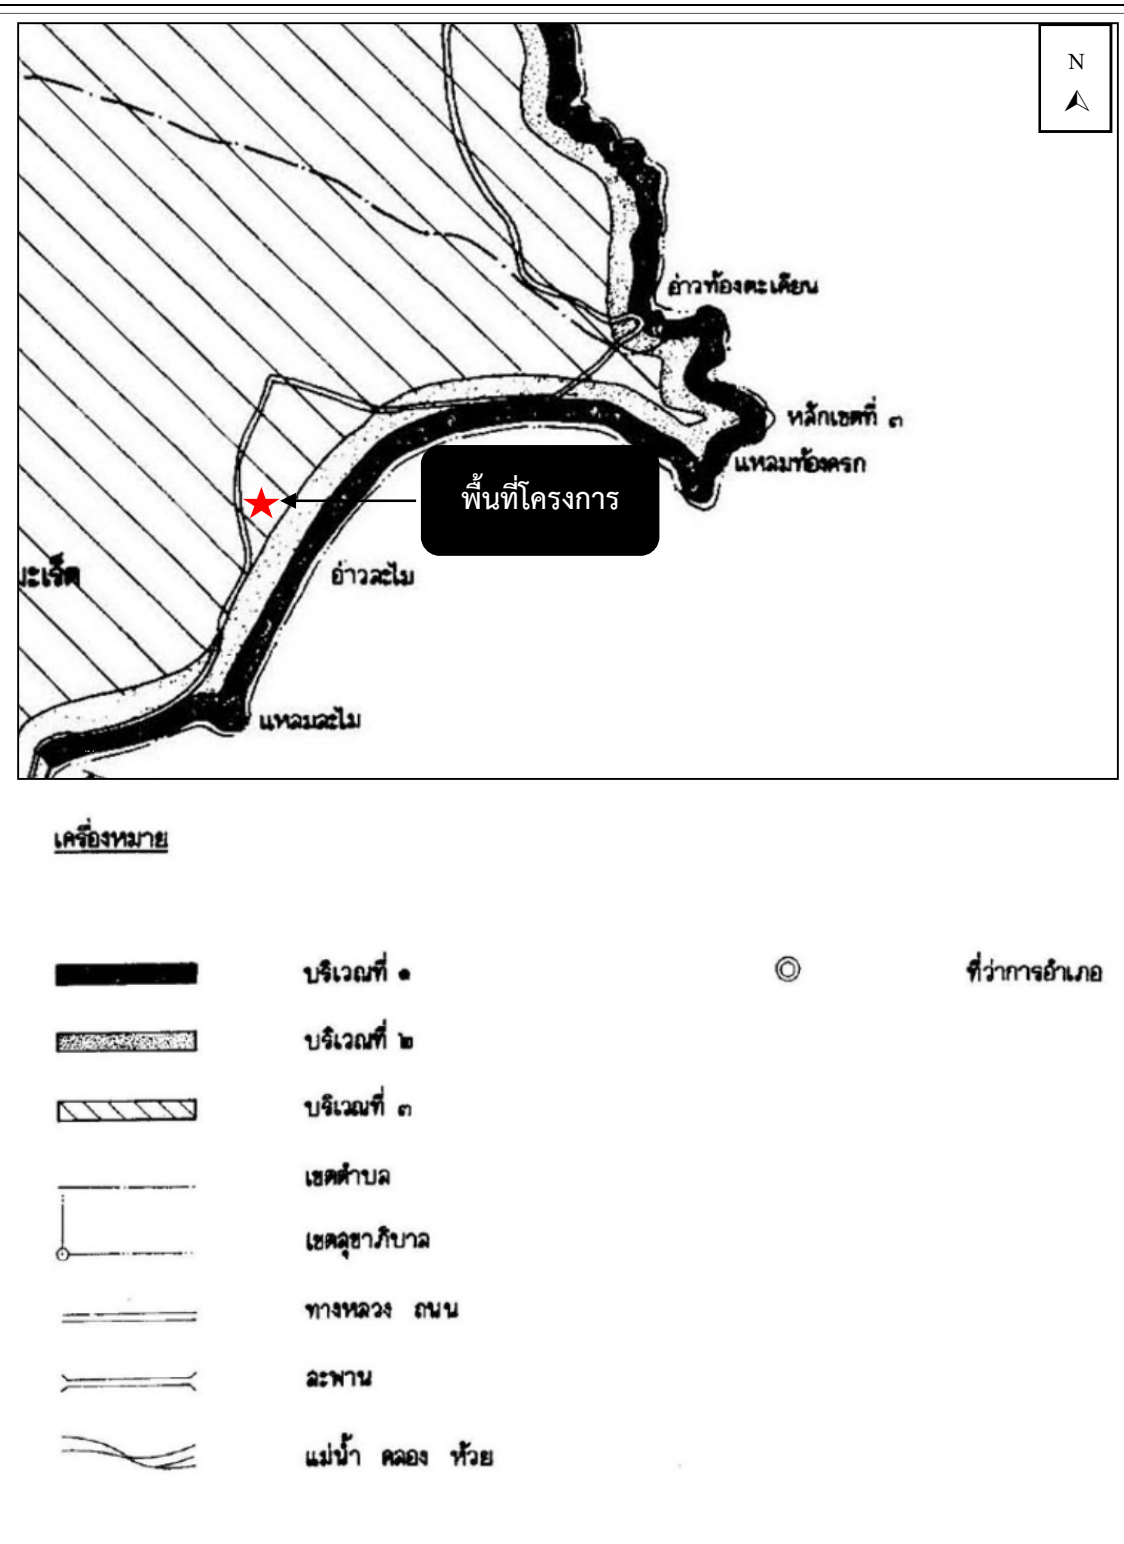 N
อ่าวท้องตะเคียน
หลักเขตที่ ๓
แหลมท้องครก
พื้นที่โครงการ
อ่าวละไม
มะเร็ต
แหลมละไม
เครื่องหมาย
บริเวณที่ ๑
ที่ว่าการอำเภอ
บริเวณที่ ๒
บริเวณที่ ๓
เขตตำบล
เขตสุขาภิบาล
ทางหลวง ถนน
สะพาน
แม่น้ำ คลอง ห้วย